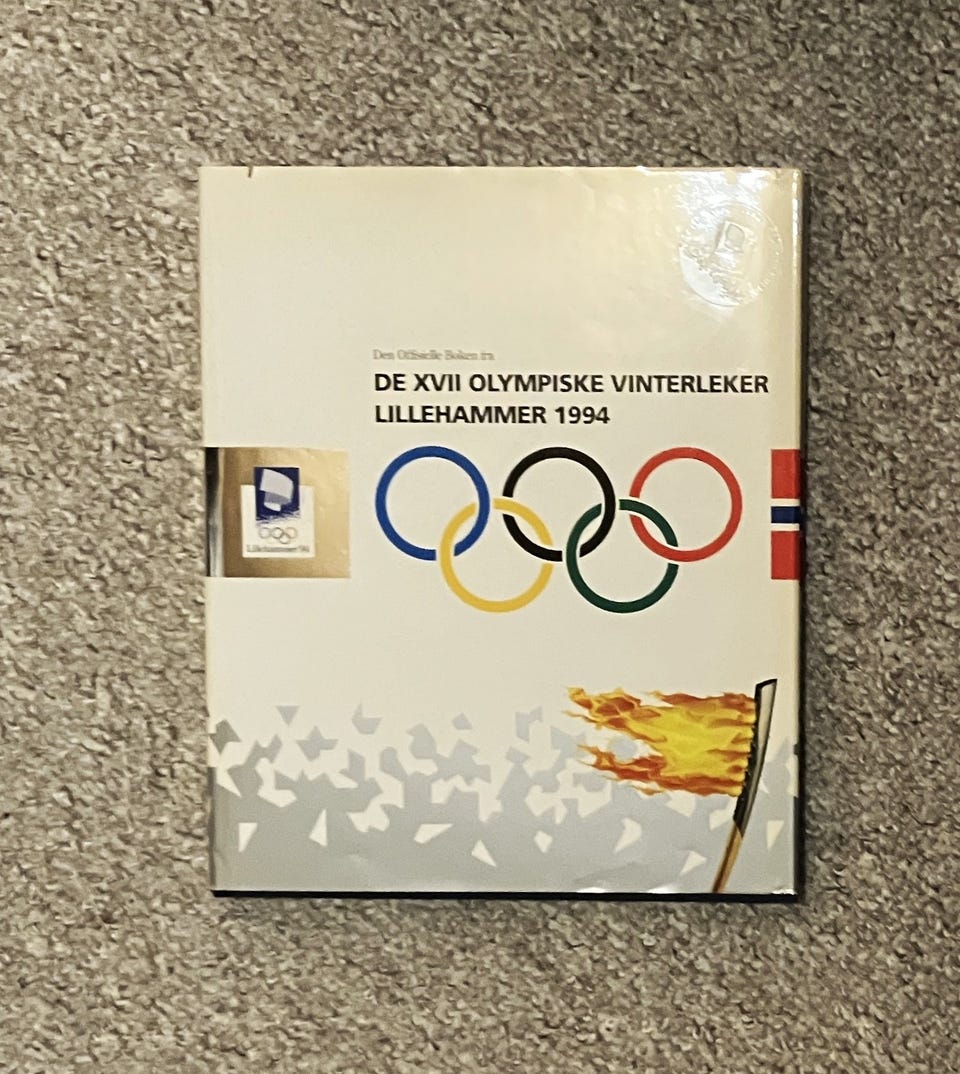 Den Offisielle Boken fra
DE XVII OLYMPISKE VINTERLEKER
LILLEHAMMER 1994
Lillehammer'94